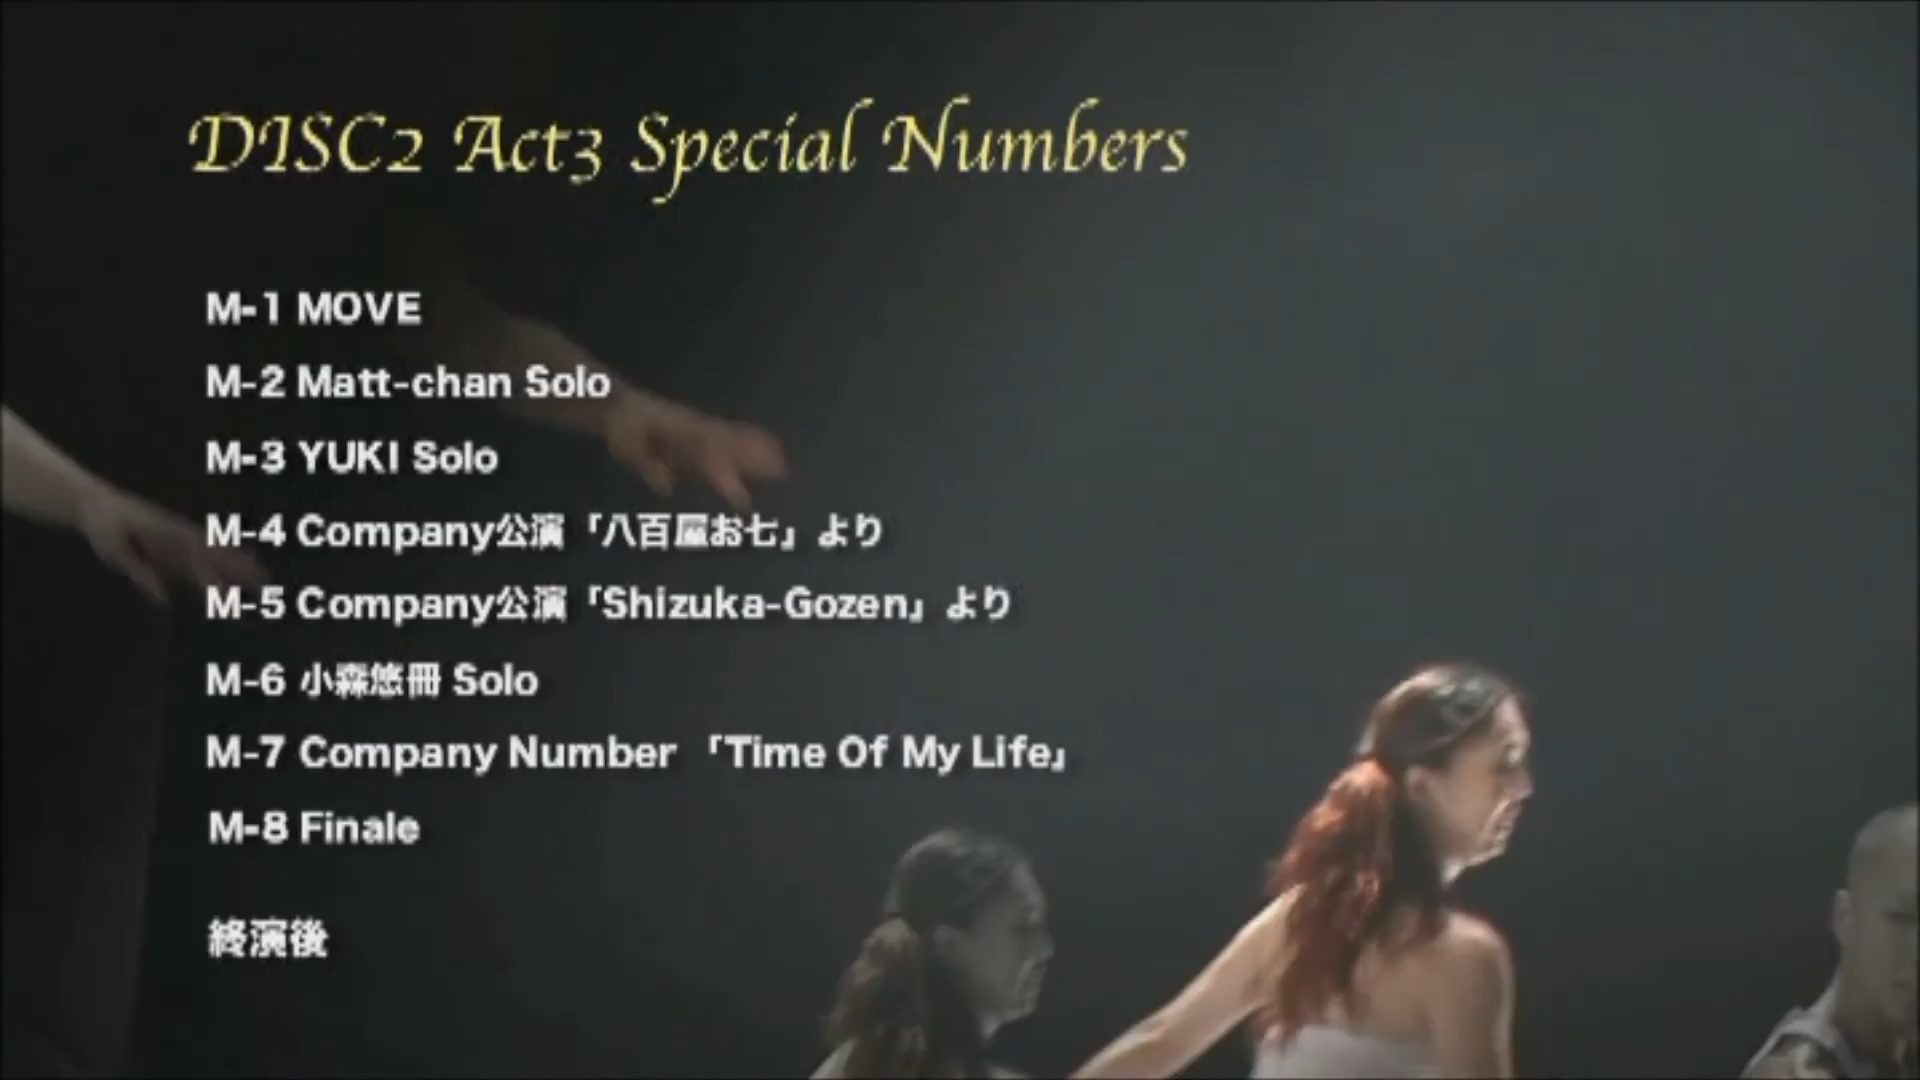 DISC2 Act3 Special Numbers
M-1 MOVE
M-2 Matt-chan Solo
M-3 YUKI Solo
M-4 Company公演「八百屋お七」より
M-5 Company公演「Shizuka-Gozen」より
M-6 小森悠冊 Solo
M-7 Company Number 「Time Of My Life」
M-8 Finale
終演後